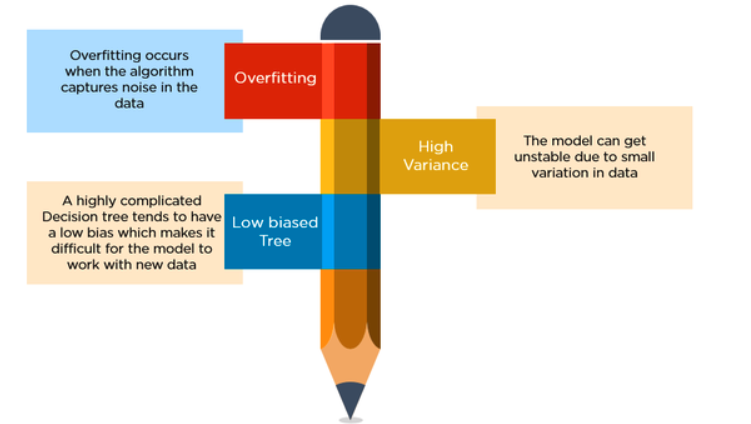 Overfitting occurs
when the algorithm
captures noise in the
data
Overfitting
High
Variance
The model can get
unstable due to small
variation in data
A highly complicated
Decision tree tends to have
a low bias which makes it
difficult for the model to
work with new data
Low biased
Tree